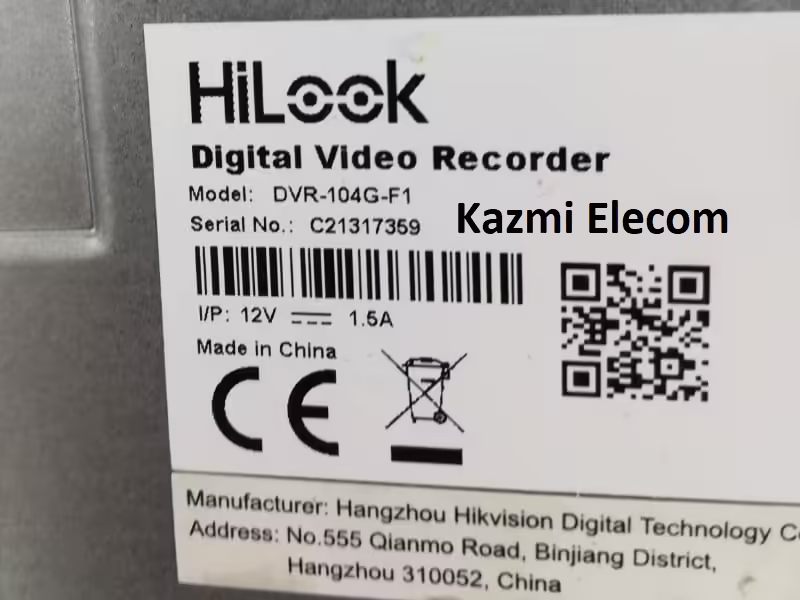 HiLook
Digital Video Recorder
Model: DVR-104G-F1
Serial No.: C21317359
Kazmi Elecom
I/P: 12V 1.5A
Made in China
CE
Manufacturer: Hangzhou Hikvision Digital Technology
Address: No.555 Qianmo Road, Binjiang District,
Hangzhou 310052, China